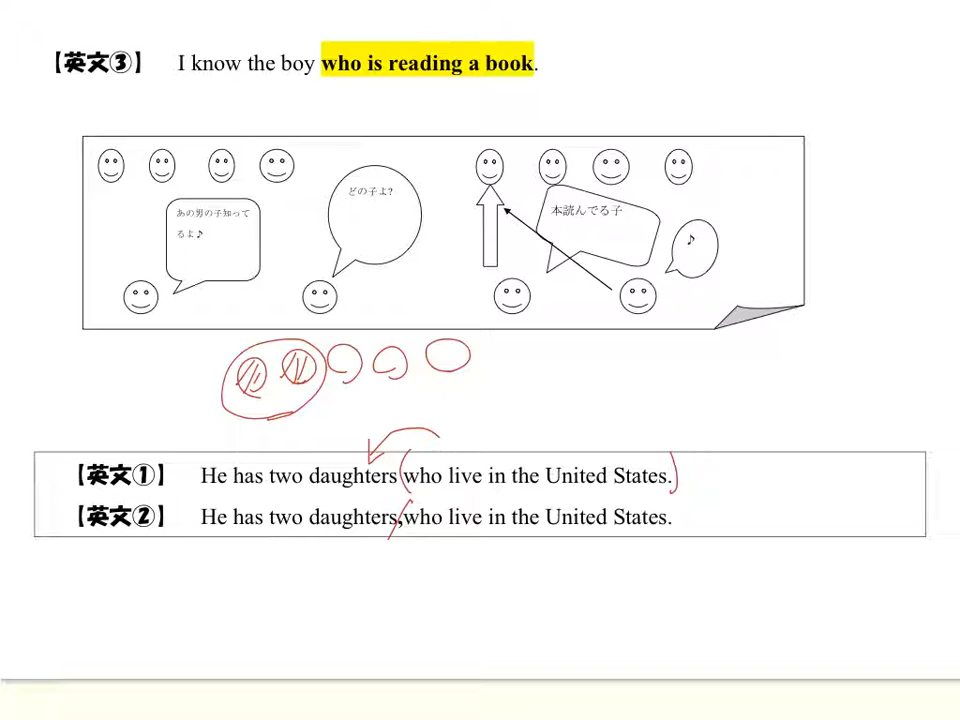 【英文③】 I know the boy who is reading a book.
あの男の子知って
るよ♪
どの子よ?
本読んでる子
♪
【英文①】 He has two daughters who live in the United States.
【英文②】 He has two daughters,who live in the United States.